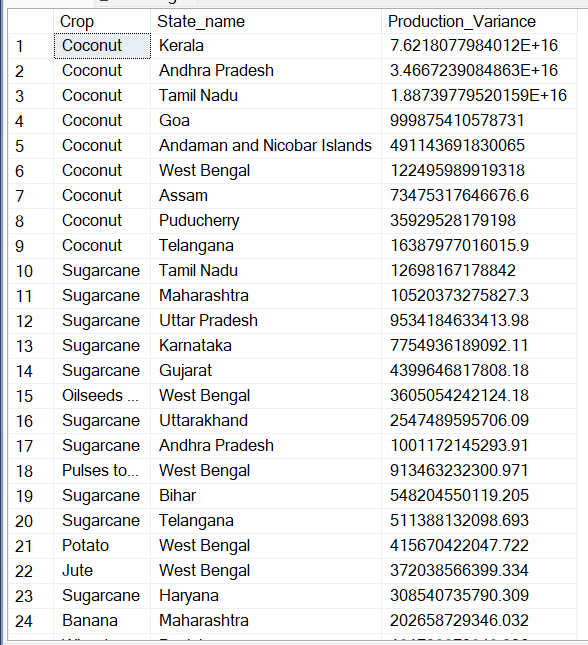 Crop State_name Production_Variance
1 Coconut Kerala 7.6218077984012E+16
2 Coconut Andhra Pradesh 3.4667239084863E+16
3 Coconut Tamil Nadu 1.88739779520159E+16
4 Coconut Goa 999875410578731
5 Coconut Andaman and Nicobar Islands 491143691830065
6 Coconut West Bengal 122495989919318
7 Coconut Assam 73475317646676.6
8 Coconut Puducherry 35929528179198
9 Coconut Telangana 16387977016015.9
10 Sugarcane Tamil Nadu 12698167178842
11 Sugarcane Maharashtra 10520373275827.3
12 Sugarcane Uttar Pradesh 9534184633413.98
13 Sugarcane Karnataka 7754936189092.11
14 Sugarcane Gujarat 4399646817808.18
15 Oilseeds ... West Bengal 3605054242124.18
16 Sugarcane Uttarakhand 2547489595706.09
17 Sugarcane Andhra Pradesh 1001172145293.91
18 Pulses to... West Bengal 913463232300.971
19 Sugarcane Bihar 548204550119.205
20 Sugarcane Telangana 511388132098.693
21 Potato West Bengal 415670422047.722
22 Jute West Bengal 372038566399.334
23 Sugarcane Haryana 308540735790.309
24 Banana Maharashtra 202658729346.032